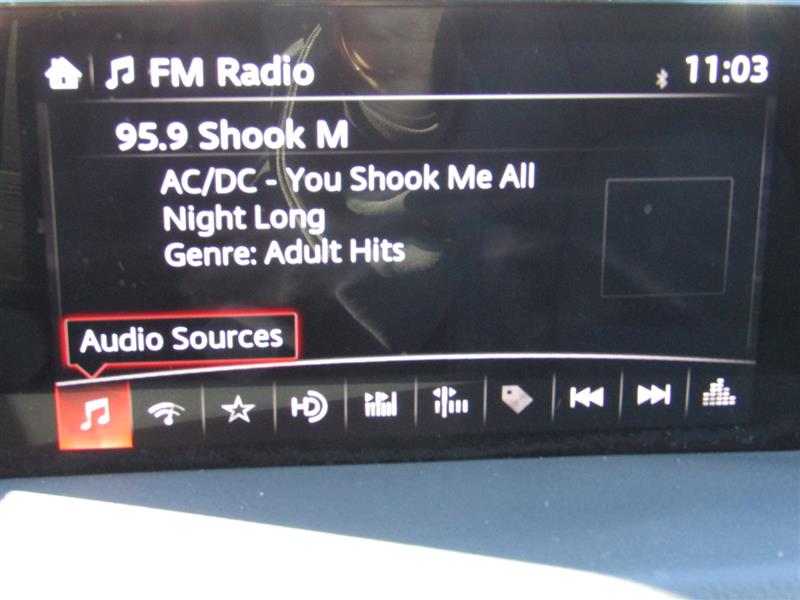 FM Radio
11:03
95.9 Shook M
AC/DC - You Shook Me All
Night Long
Genre: Adult Hits
Audio Sources
HD